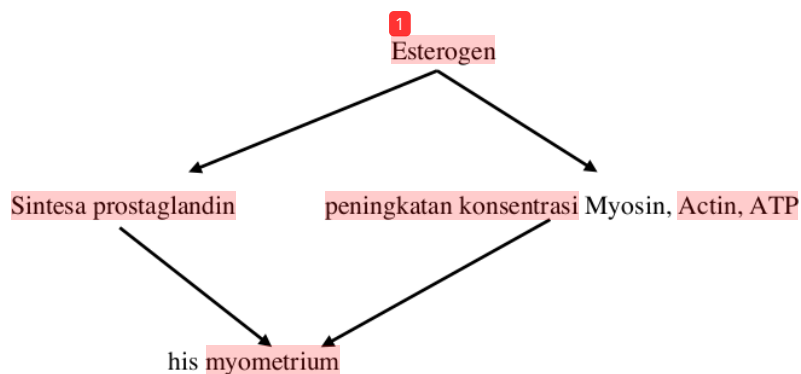 1
Esterogen
Sintesa prostaglandin peningkatan konsentrasi Myosin, Actin, ATP
his myometrium